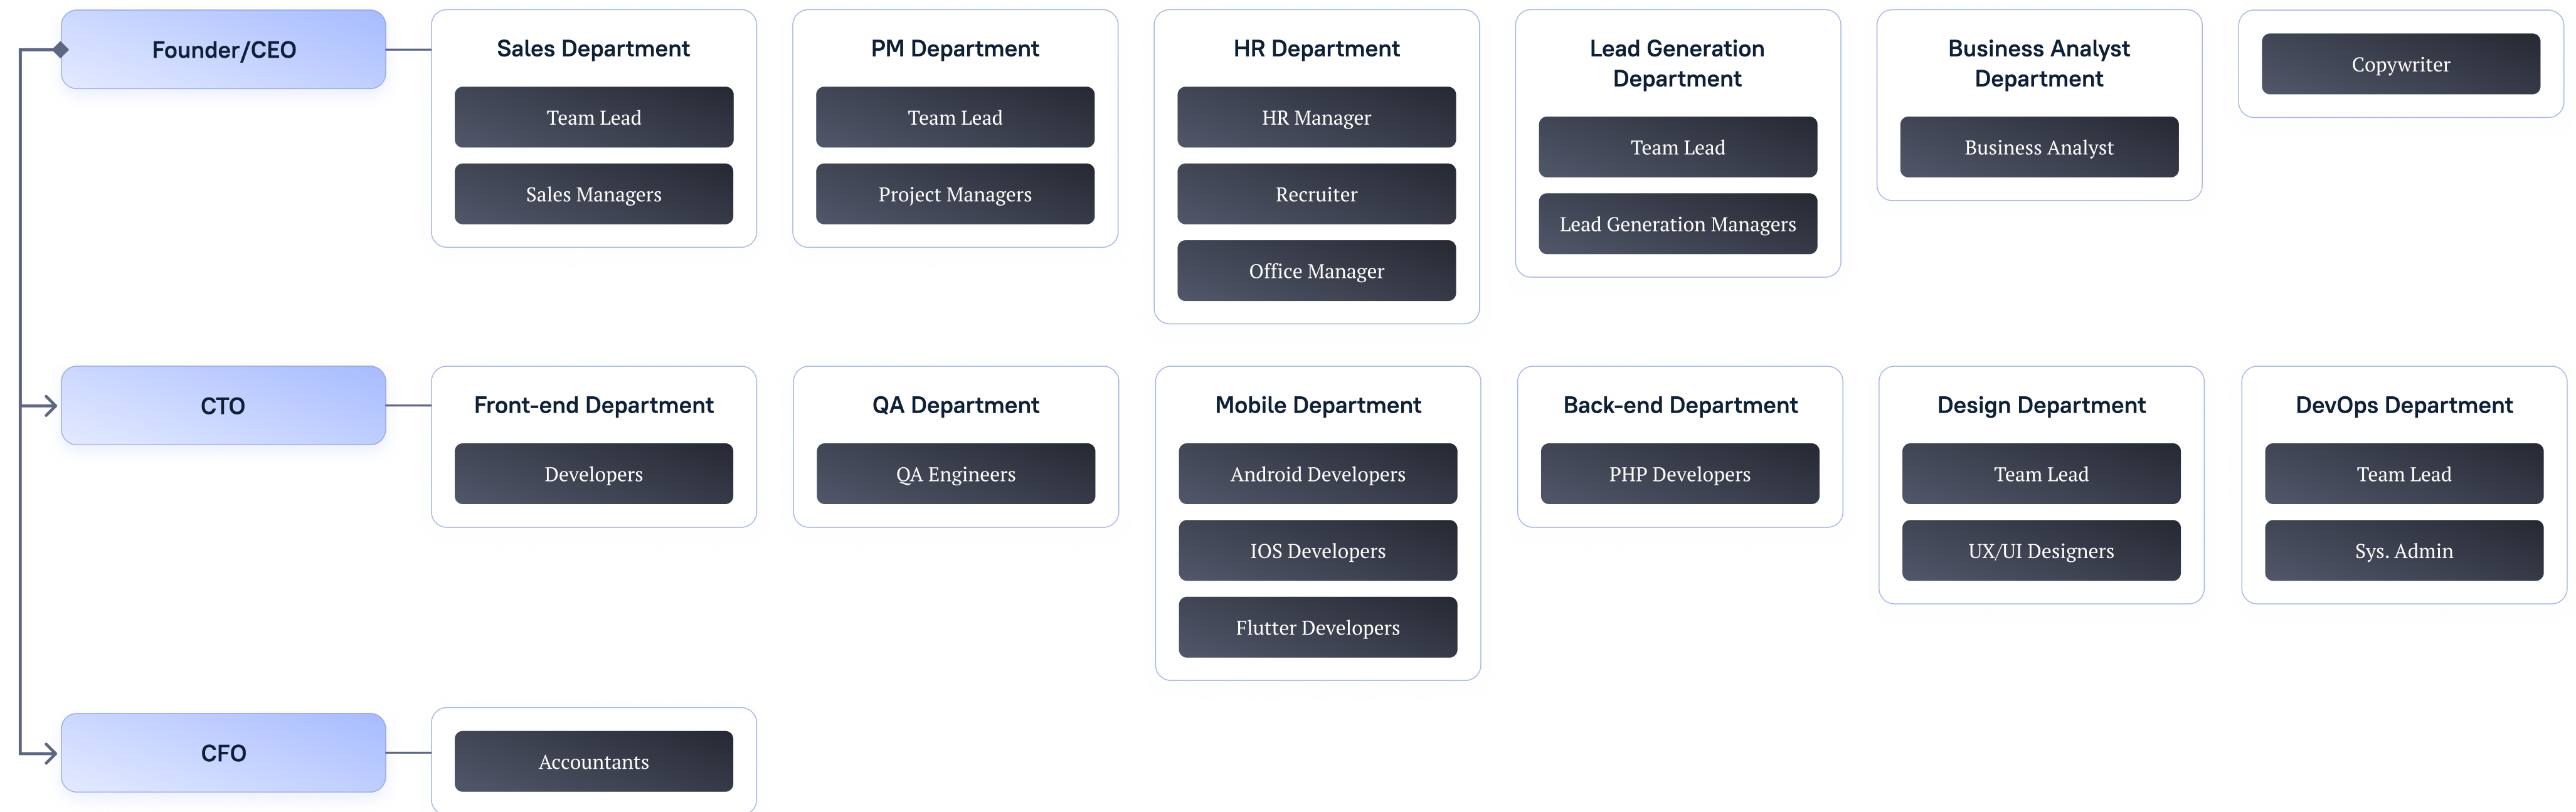 Founder/CEO
Sales Department
Team Lead
Sales Managers
PM Department
Team Lead
Project Managers
HR Department
HR Manager
Recruiter
Office Manager
Lead Generation
Department
Team Lead
Lead Generation Managers
Business Analyst
Department
Business Analyst
Copywriter
CTO
Front-end Department
Developers
QA Department
QA Engineers
Mobile Department
Android Developers
IOS Developers
Flutter Developers
Back-end Department
PHP Developers
Design Department
Team Lead
UX/UI Designers
DevOps Department
Team Lead
Sys. Admin
CFO
Accountants